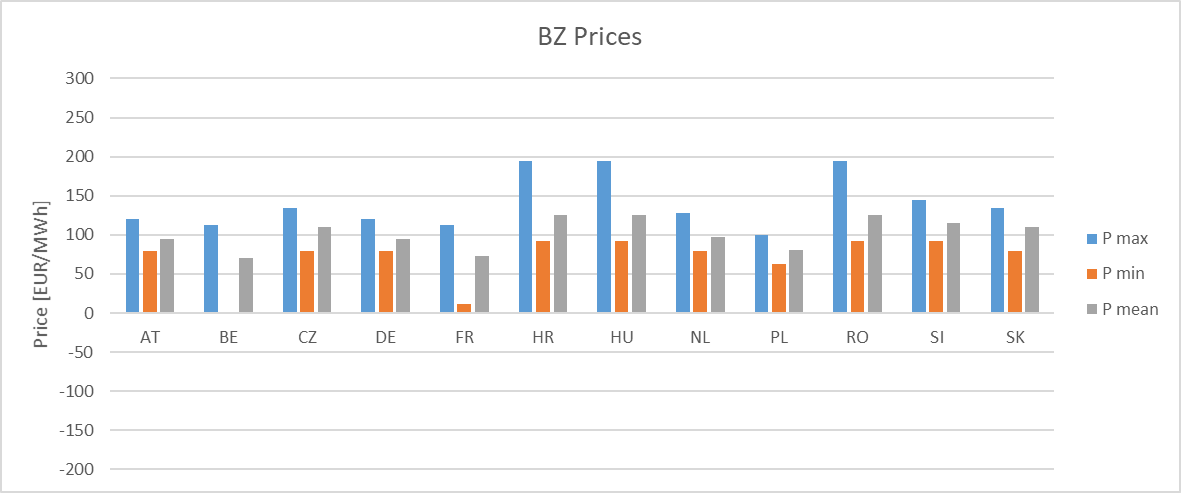 BZ Prices
Price [EUR/MWh]
300
250
200
150
100
50
0
-50
-100
-150
-200
AT BE CZ DE FR HR HU NL PL RO SI SK
P max
P min
P mean